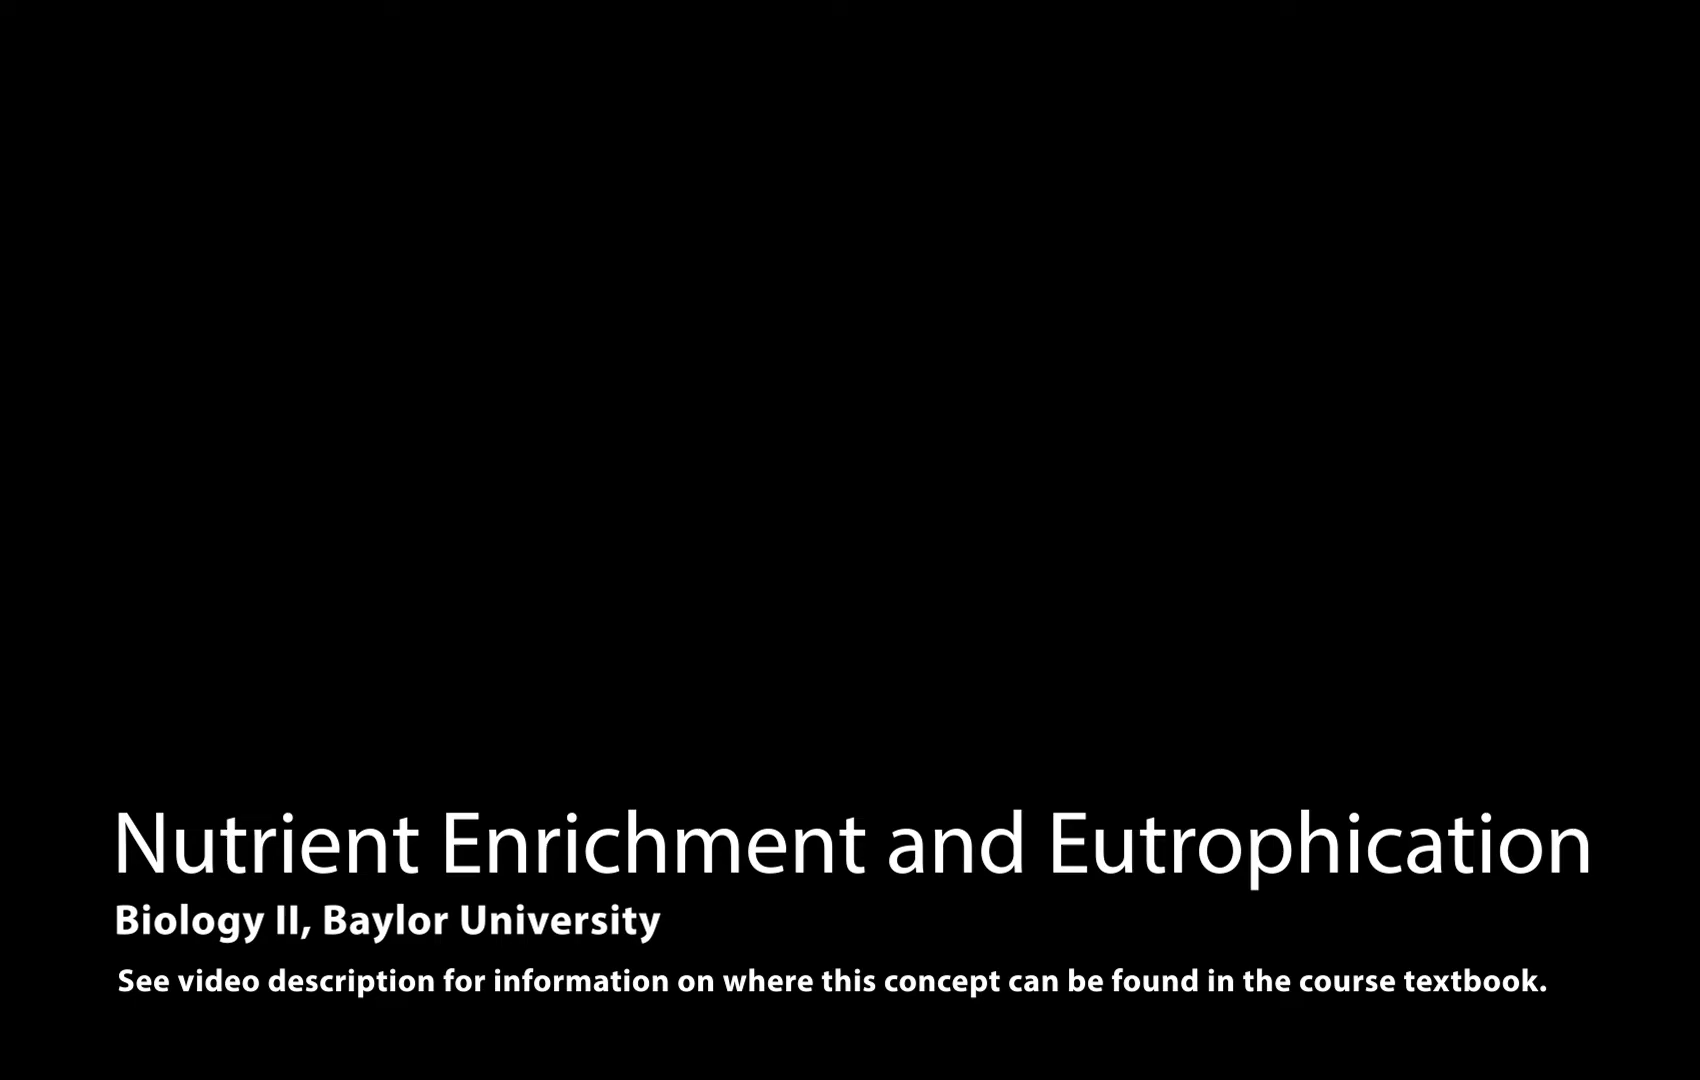 Nutrient Enrichment and Eutrophication
Biology II, Baylor University
See video description for information on where this concept can be found in the course textbook.